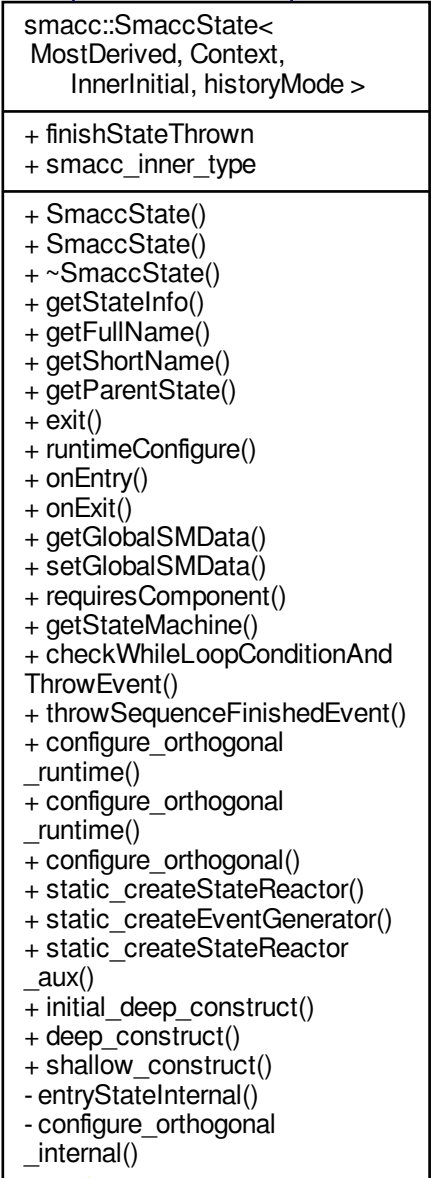 smacc::SmaccState<
MostDerived, Context,
InnerInitial, historyMode >
+ finishStateThrown
+ smacc_inner_type
+ SmaccState()
+ SmaccState()
+ ~SmaccState()
+ getStateInfo()
+ getFullName()
+ getShortName()
+ getParentState()
+ exit()
+ runtimeConfigure()
+ onEntry()
+ onExit()
+ getGlobalSMData()
+ setGlobalSMData()
+ requiresComponent()
+ getStateMachine()
+ checkWhileLoopConditionAnd
ThrowEvent()
+ throwSequenceFinishedEvent()
+ configure_orthogonal
_runtime()
+ configure_orthogonal
_runtime()
+ configure_orthogonal()
+ static_createStateReactor()
+ static_createEventGenerator()
+ static_createStateReactor
_aux()
+ initial_deep_construct()
+ deep_construct()
+ shallow_construct()
- entryStateInternal()
- configure_orthogonal
_internal()